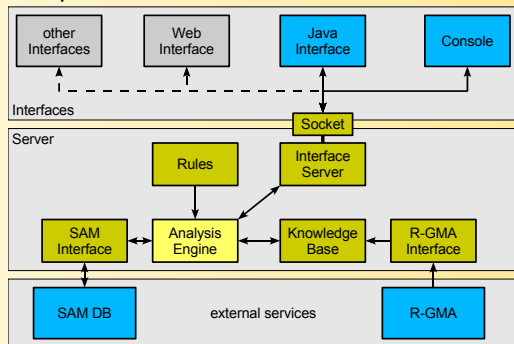 other
Interfaces
Web
Interface
Java
Interface
Console
Interfaces
Socket
Server
Rules
Interface
Server
SAM
Interface
Analysis
Engine
Knowledge
Base
R-GMA
Interface
SAM DB
external services
R-GMA